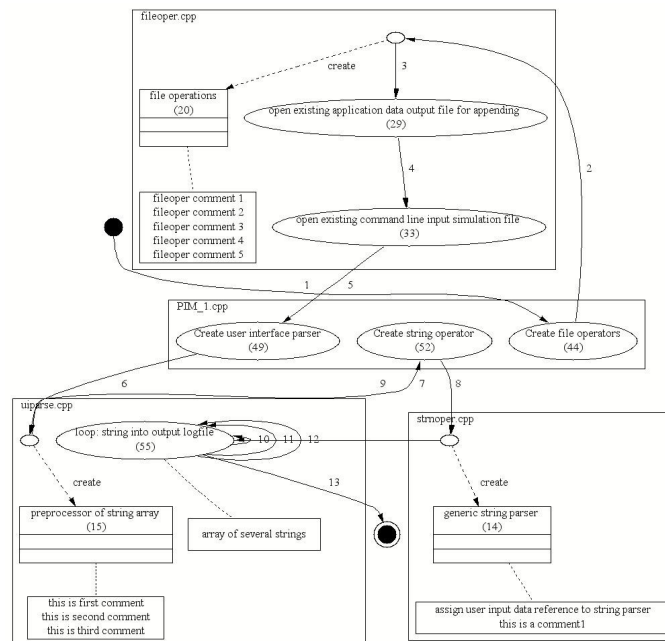 fileoper.cpp
create
3
file operations
(20)
open existing application data output file for appending
(29)
4
2
fileoper comment 1
fileoper comment 2
fileoper comment 3
fileoper comment 4
fileoper comment 5
open existing command line input simulation file
(33)
1
5
PIM_1.cpp
Create user interface parser
(49)
Create string operator
(52)
Create file operators
(44)
6
9
7
8
uiparse.cpp
strnoper.cpp
loop: string into output logfile
(55)
10
11
12
create
13
create
preprocessor of string array
(15)
array of several strings
generic string parser
(14)
this is first comment
this is second comment
this is third comment
assign user input data reference to string parser
this is a comment1